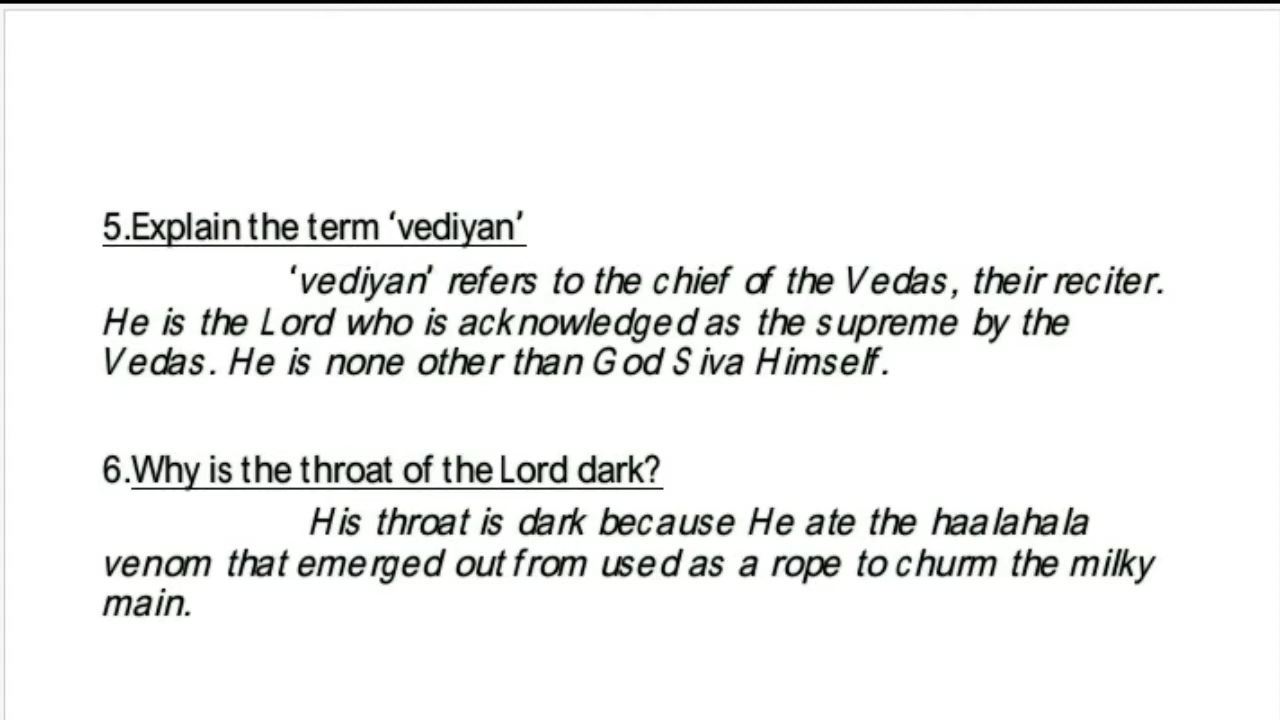 5.Explain the term ‘vediyan’
‘vediyan’ refers to the chief of the Vedas, their reciter.
He is the Lord who is acknowledged as the supreme by the
Vedas. He is none other than God Siva Himself.
6.Why is the throat of the Lord dark?
His throat is dark because He ate the haalahala
venom that emerged out from used as a rope to churm the milky
main.